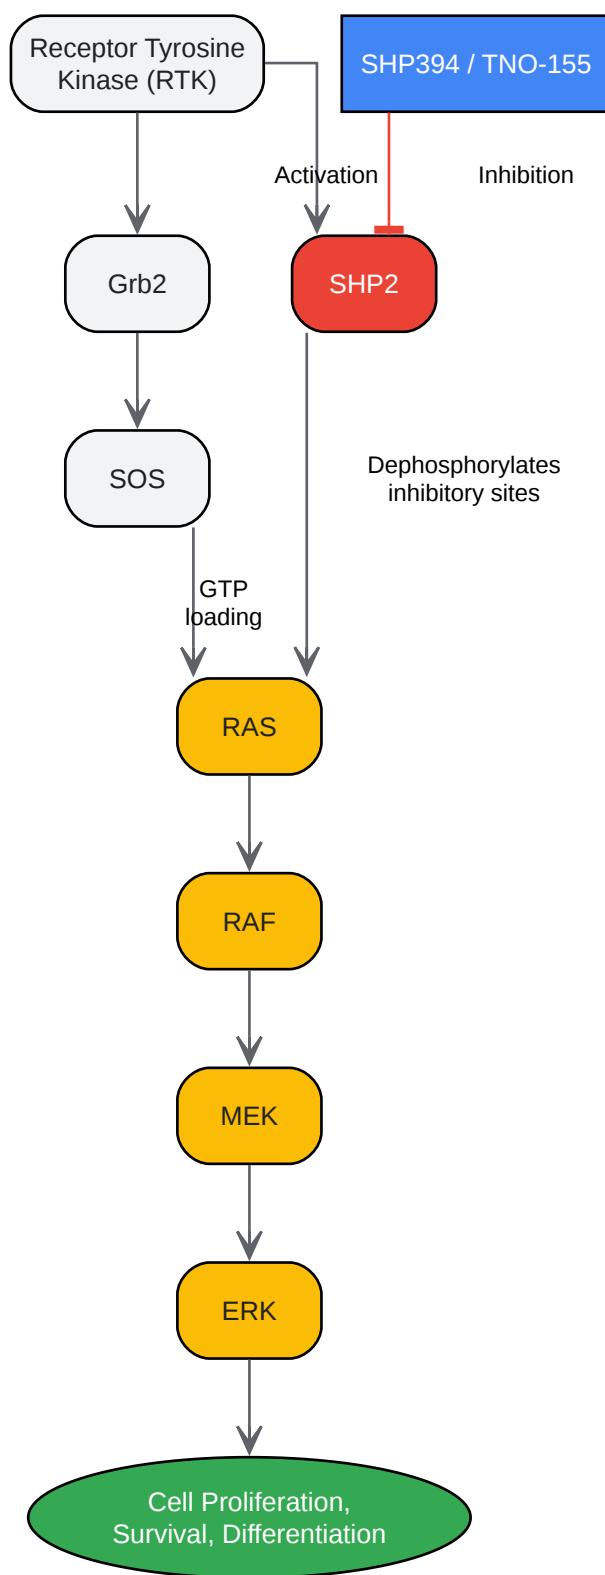 Receptor Tyrosine
Kinase (RTK)
SHP394 / TNO-155
Activation
Inhibition
Grb2
SHP2
SOS
Dephosphorylates
inhibitory sites
GTP
loading
RAS
RAF
MEK
ERK
Cell Proliferation,
Survival, Differentiation